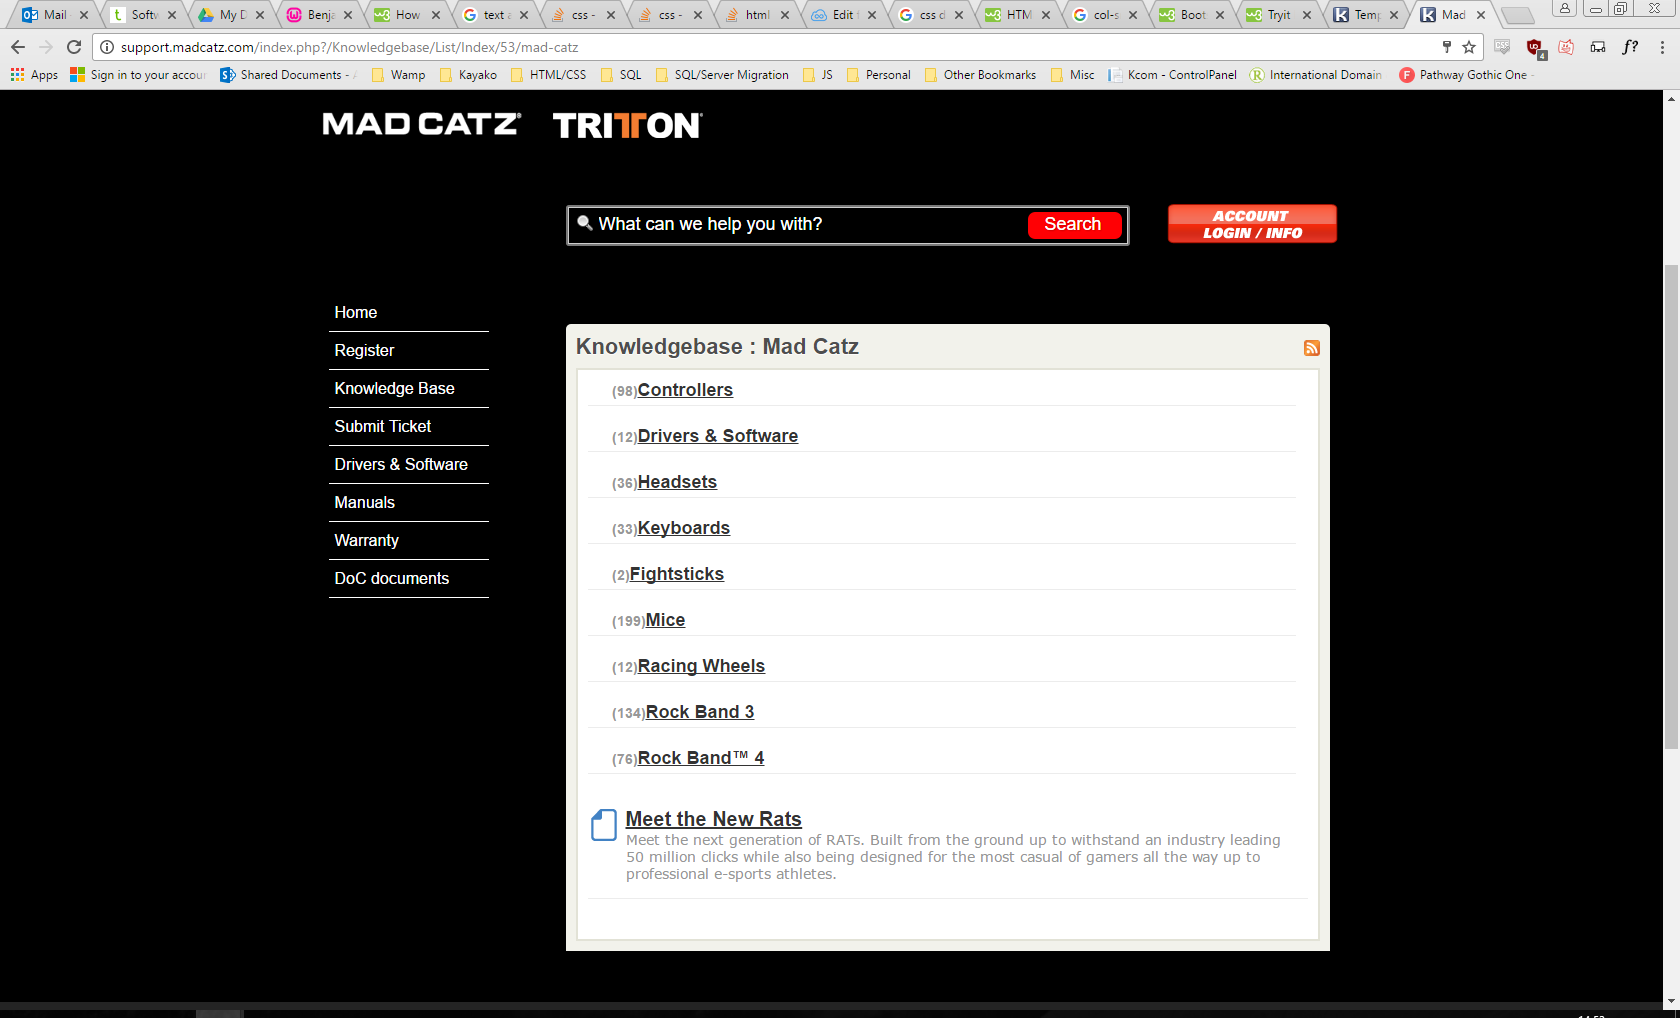 Mail
Softw
My D
Benja
How
text a
css -
css -
html
Edit f
css d
HTM
col-s
Boot
Tryit
Temp
Mad
support.madcatz.com/index.php?/Knowledgebase/List/Index/53/mad-catz
Apps
Sign in to your accour
Shared Documents -
Wamp
Kayako
HTML/CSS
SQL
SQL/Server Migration
JS
Personal
Other Bookmarks
Misc
Kcom - ControlPanel
International Domain
Pathway Gothic One -
MAD CATZ
TRITTON
What can we help you with?
Search
ACCOUNT
LOGIN / INFO
Home
Register
Knowledge Base
Submit Ticket
Drivers & Software
Manuals
Warranty
DoC documents
Knowledgebase : Mad Catz
(98)Controllers
(12)Drivers & Software
(36)Headsets
(33)Keyboards
(2)Fightsticks
(199)Mice
(12)Racing Wheels
(134)Rock Band 3
(76)Rock Band™ 4
Meet the New Rats
Meet the next generation of RATs. Built from the ground up to withstand an industry leading
50 million clicks while also being designed for the most casual of gamers all the way up to
professional e-sports athletes.